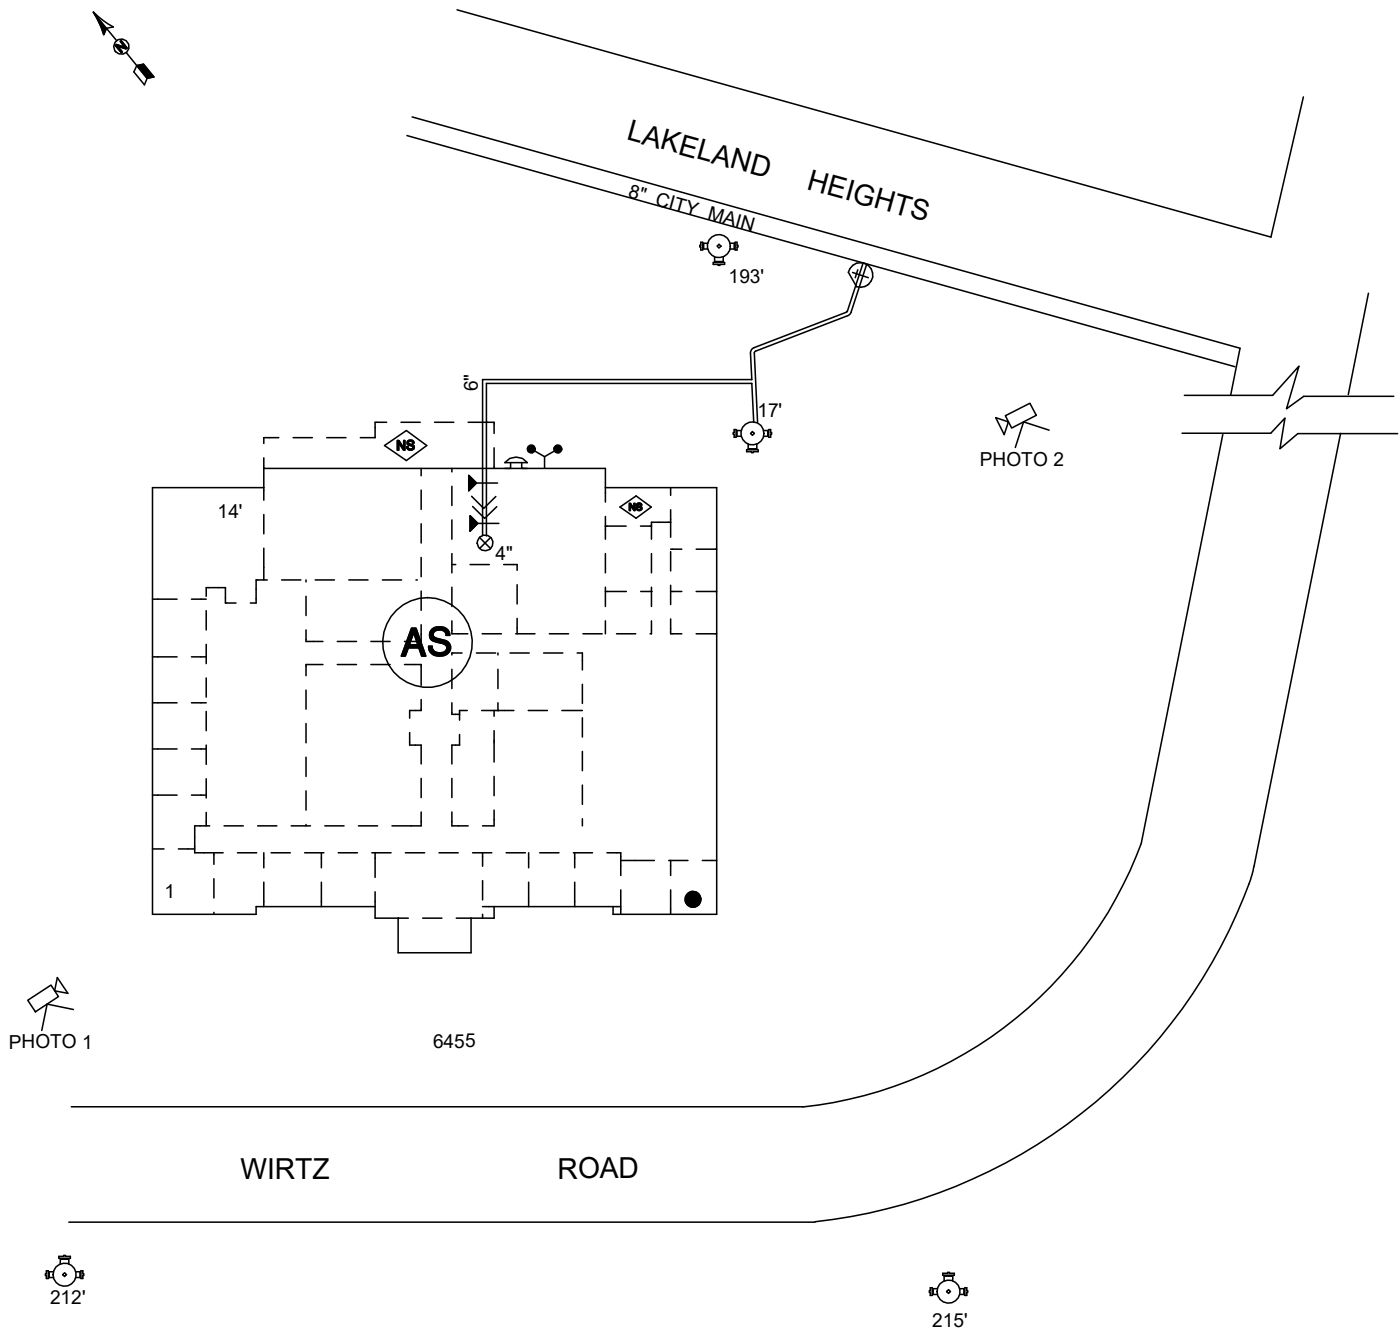 N
LAKELAND HEIGHTS
8" CITY MAIN
193'
6"
17'
NS
PHOTO 2
14'
NS
4"
AS
1
PHOTO 1
6455
WIRTZ ROAD
212'
215'